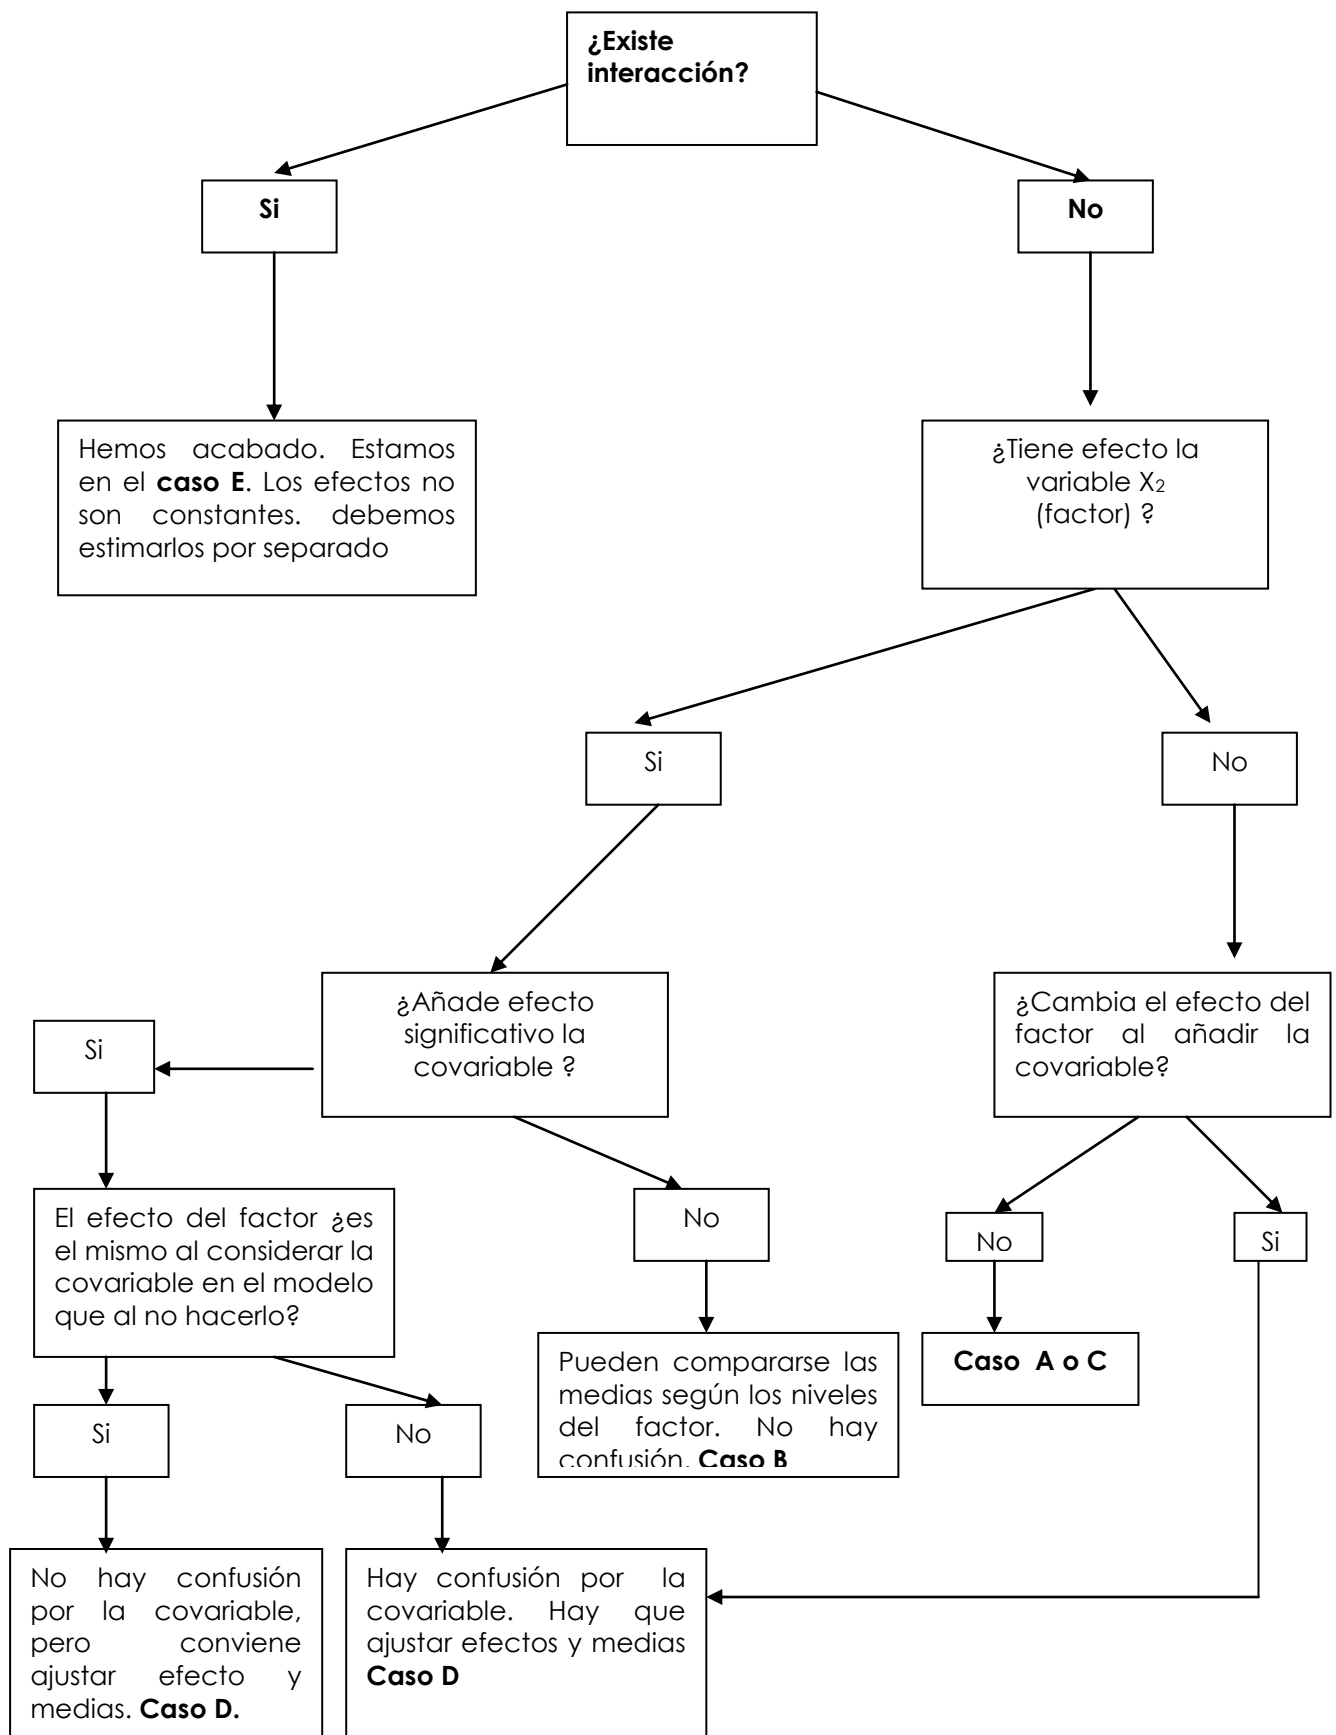 ¿Existe
interacción?
Si
No
Hemos acabado. Estamos
en el caso E. Los efectos no
son constantes. debemos
estimarlos por separado
¿Tiene efecto la
variable X₂
(factor) ?
Si
No
¿Añade efecto
significativo la
covariable ?
¿Cambia el efecto del
factor al añadir la
covariable?
Si
El efecto del factor ¿es
el mismo al considerar la
covariable en el modelo
que al no hacerlo?
No
No
Si
Pueden compararse las
medias según los niveles
del factor. No hay
confusión. Caso B
Caso A o C
Si
No
No hay confusión
por la covariable,
pero conviene
ajustar efecto y
medias. Caso D.
Hay confusión por la
covariable. Hay que
ajustar efectos y medias
Caso D